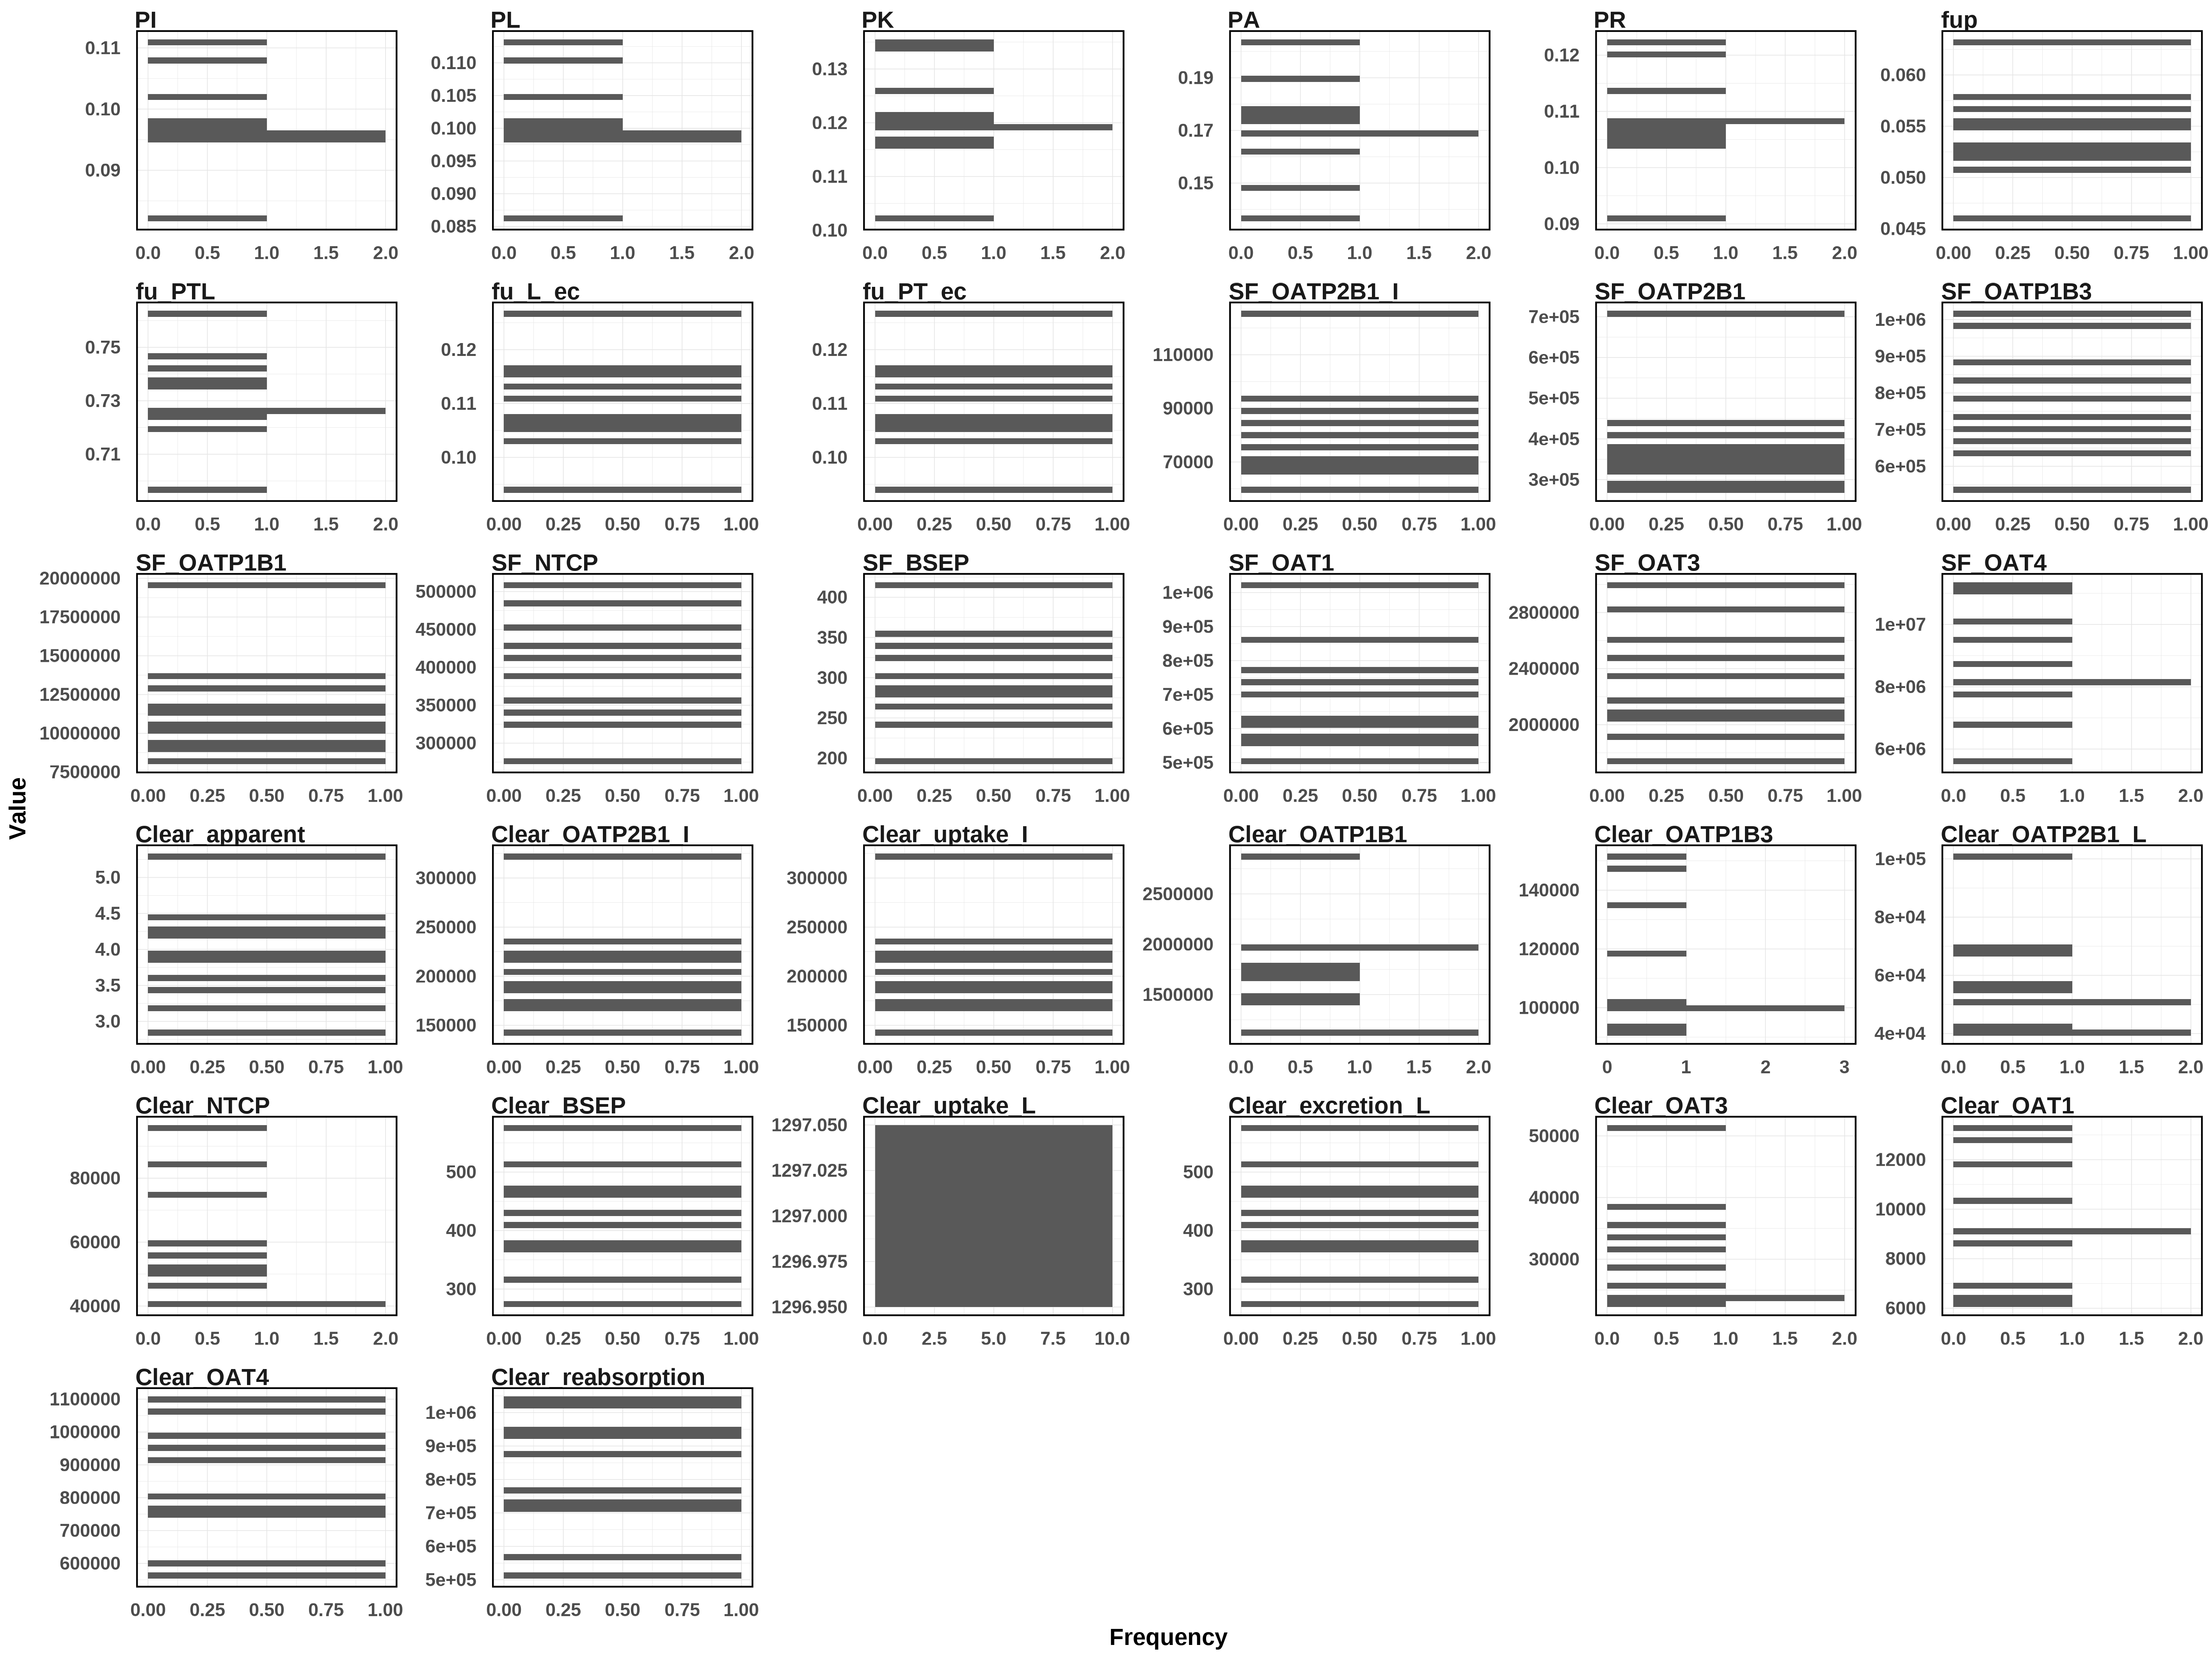 PI PL PK PA PR fup
0.11 0.10 0.09
0.110 0.105 0.100 0.095 0.090 0.085
0.13 0.12 0.11 0.10
0.19 0.17 0.15
0.12 0.11 0.10 0.09
0.060 0.055 0.050 0.045
0.0 0.5 1.0 1.5 2.0 0.0 0.5 1.0 1.5 2.0 0.0 0.5 1.0 1.5 2.0 0.0 0.5 1.0 1.5 2.0 0.0 0.5 1.0 1.5 2.0 0.00 0.25 0.50 0.75 1.00
fu_PTL fu_L_ec fu_PT_ec SF_OATP2B1_I SF_OATP2B1 SF_OATP1B3
0.75 0.73 0.71
0.12 0.11 0.10
0.12 0.11 0.10
110000 90000 70000
7e+05 6e+05 5e+05 4e+05 3e+05
1e+06 9e+05 8e+05 7e+05 6e+05
0.0 0.5 1.0 1.5 2.0 0.00 0.25 0.50 0.75 1.00 0.00 0.25 0.50 0.75 1.00 0.00 0.25 0.50 0.75 1.00 0.00 0.25 0.50 0.75 1.00 0.00 0.25 0.50 0.75 1.00
SF_OATP1B1 SF_NTCP SF_BSEP SF_OAT1 SF_OAT3 SF_OAT4
20000000 17500000 15000000 12500000 10000000 7500000
500000 450000 400000 350000 300000
400 350 300 250 200
1e+06 9e+05 8e+05 7e+05 6e+05 5e+05
2800000 2400000 2000000
1e+07 8e+06 6e+06
0.00 0.25 0.50 0.75 1.00 0.00 0.25 0.50 0.75 1.00 0.00 0.25 0.50 0.75 1.00 0.00 0.25 0.50 0.75 1.00 0.00 0.25 0.50 0.75 1.00 0.0 0.5 1.0 1.5 2.0
Value
Clear_apparent Clear_OATP2B1_I Clear_uptake_I Clear_OATP1B1 Clear_OATP1B3 Clear_OATP2B1_L
5.0 4.5 4.0 3.5 3.0
300000 250000 200000 150000
300000 250000 200000 150000
2500000 2000000 1500000
140000 120000 100000
1e+05 8e+04 6e+04 4e+04
0.00 0.25 0.50 0.75 1.00 0.00 0.25 0.50 0.75 1.00 0.00 0.25 0.50 0.75 1.00 0.0 0.5 1.0 1.5 2.0 0 1 2 3 0.0 0.5 1.0 1.5 2.0
Clear_NTCP Clear_BSEP Clear_uptake_L Clear_excretion_L Clear_OAT3 Clear_OAT1
80000 60000 40000
500 400 300
1297.050 1297.025 1297.000 1296.975 1296.950
500 400 300
50000 40000 30000
12000 10000 8000 6000
0.0 0.5 1.0 1.5 2.0 0.00 0.25 0.50 0.75 1.00 0.0 2.5 5.0 7.5 10.0 0.00 0.25 0.50 0.75 1.00 0.0 0.5 1.0 1.5 2.0 0.0 0.5 1.0 1.5 2.0
Clear_OAT4 Clear_reabsorption
1100000 1000000 900000 800000 700000 600000
1e+06 9e+05 8e+05 7e+05 6e+05 5e+05
0.00 0.25 0.50 0.75 1.00 0.00 0.25 0.50 0.75 1.00
Frequency